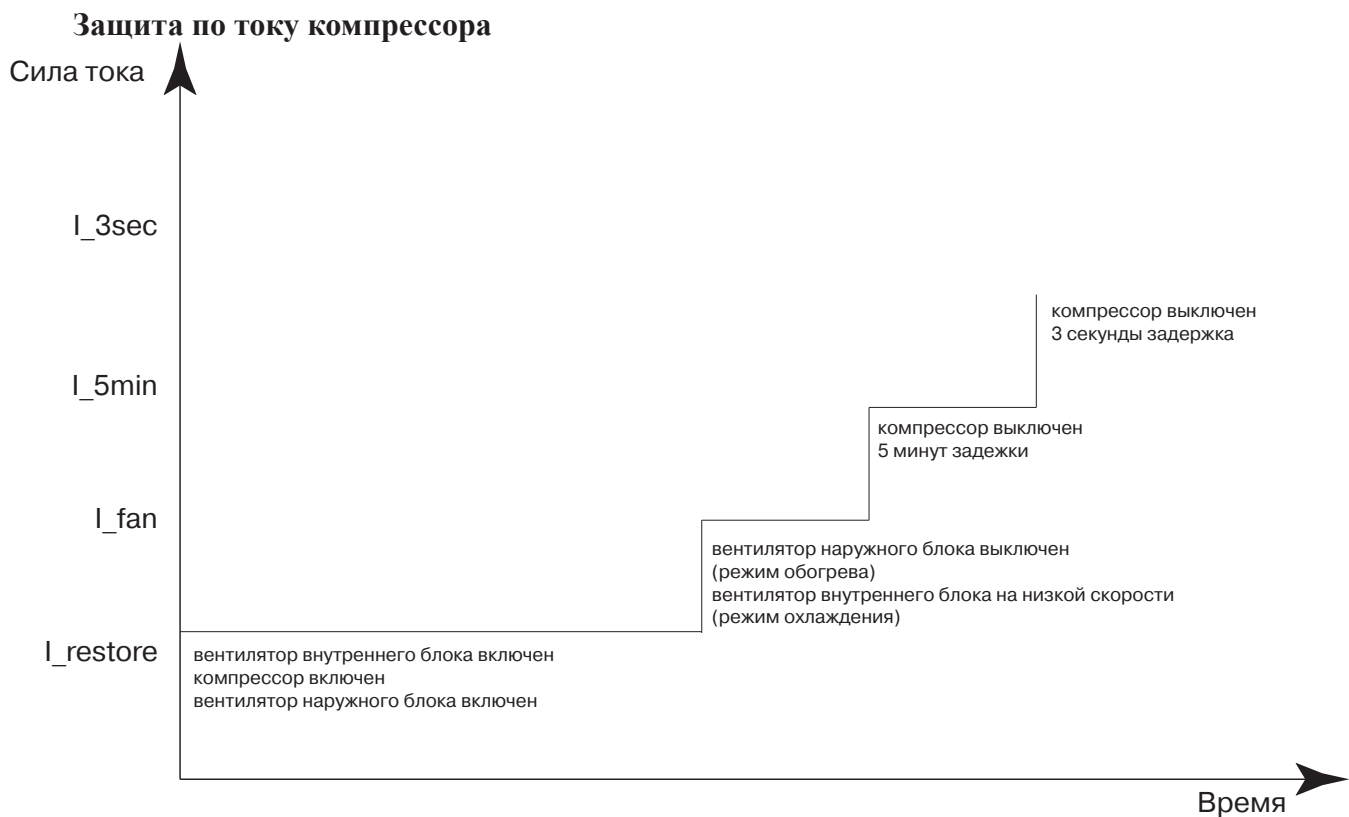 Защита по току компрессора
Сила тока
I_3sec
компрессор выключен
3 секунды задержка
I_5min
компрессор выключен
5 минут задежки
I_fan
вентилятор наружного блока выключен
(режим обогрева)
вентилятор внутреннего блока на низкой скорости
(режим охлаждения)
I_restore
вентилятор внутреннего блока включен
компрессор включен
вентилятор наружного блока включен
Время